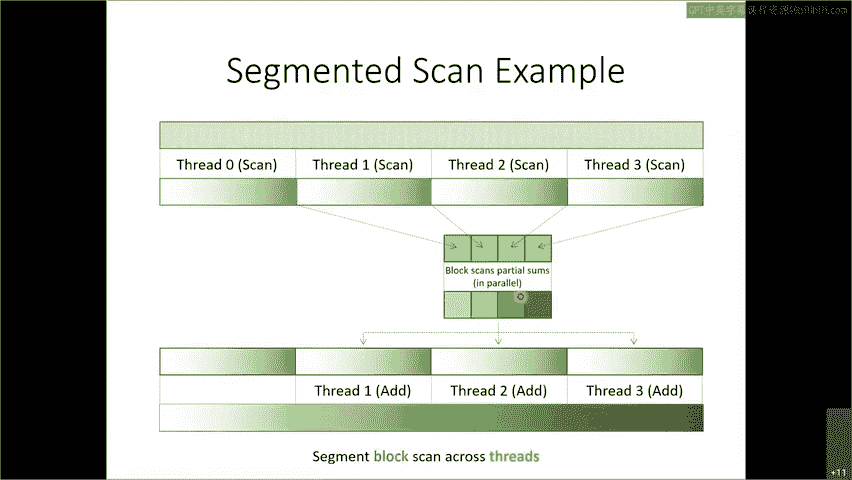 Segmented Scan Example
Thread 0 (Scan) Thread 1 (Scan) Thread 2 (Scan) Thread 3 (Scan)
Block scans partial sums
(in parallel)
Thread 1 (Add) Thread 2 (Add) Thread 3 (Add)
Segment block scan across threads
+11